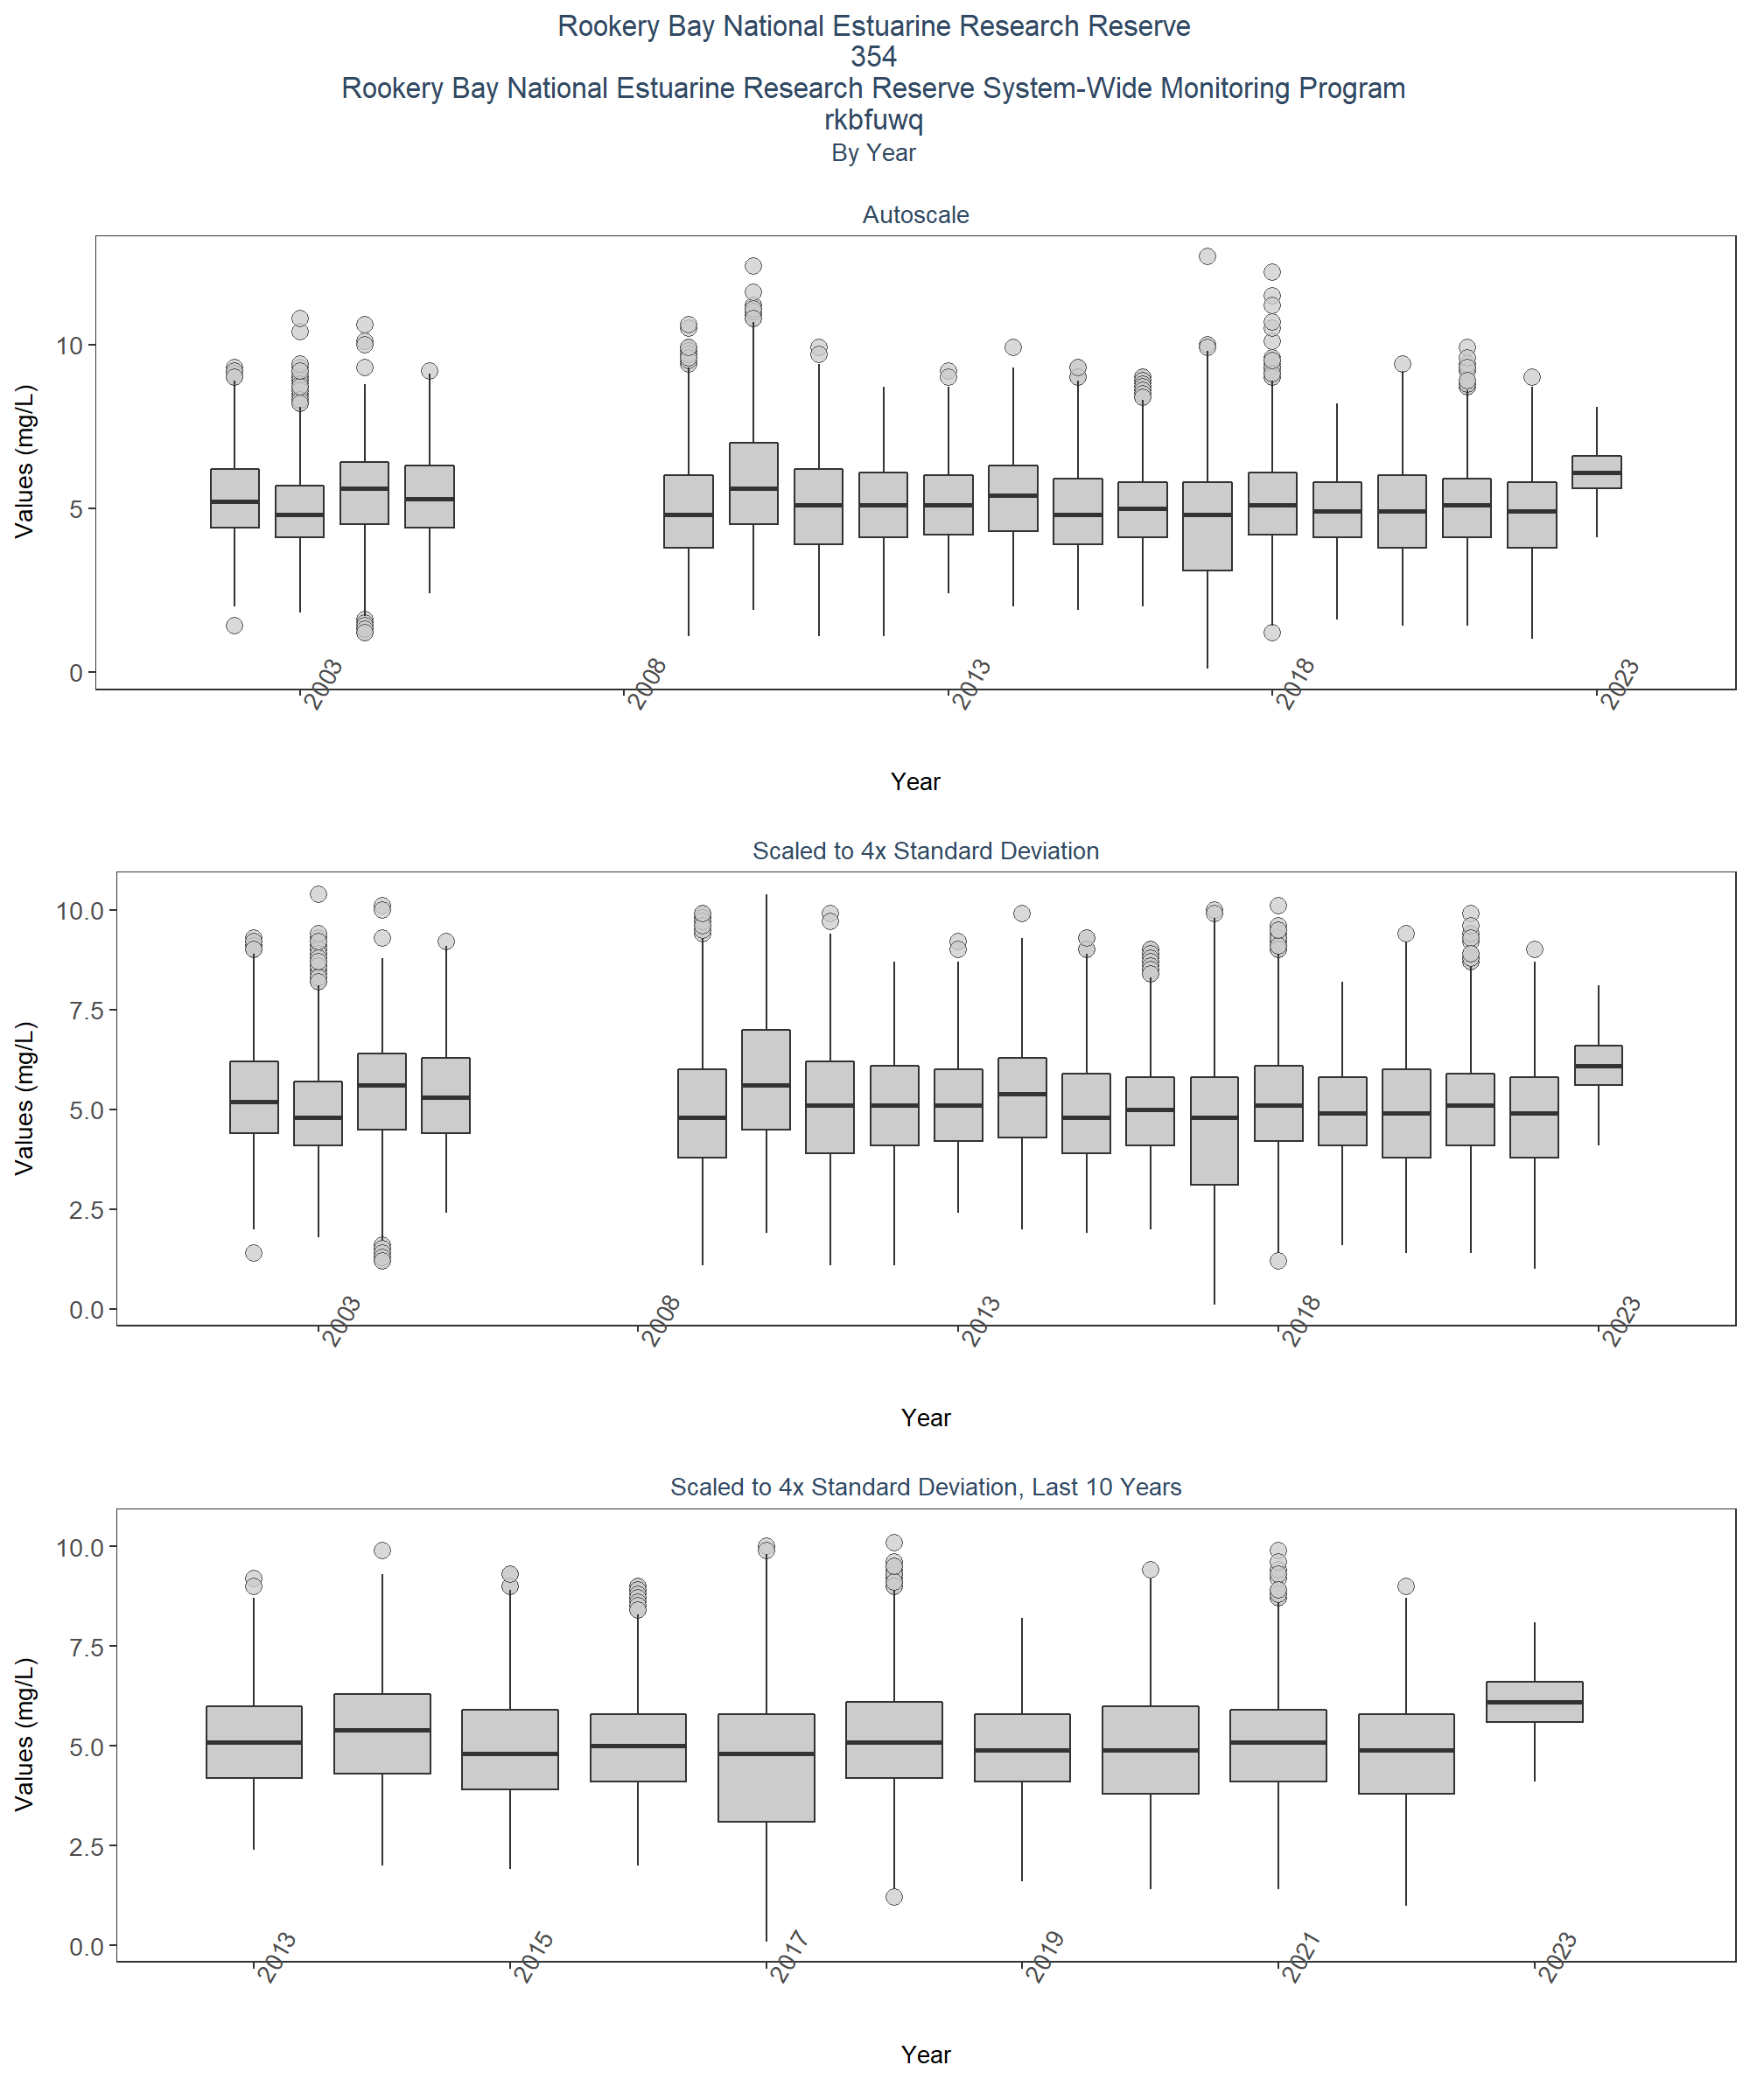 Rookery Bay National Estuarine Research Reserve
354
Rookery Bay National Estuarine Research Reserve System-Wide Monitoring Program
rkbfuwq
By Year
Autoscale
Values (mg/L)
10
5
0
2003 2008 2013 2018 2023
Year
Scaled to 4x Standard Deviation
Values (mg/L)
10.0
7.5
5.0
2.5
0.0
2003 2008 2013 2018 2023
Year
Scaled to 4x Standard Deviation, Last 10 Years
Values (mg/L)
10.0
7.5
5.0
2.5
0.0
2013 2015 2017 2019 2021 2023
Year